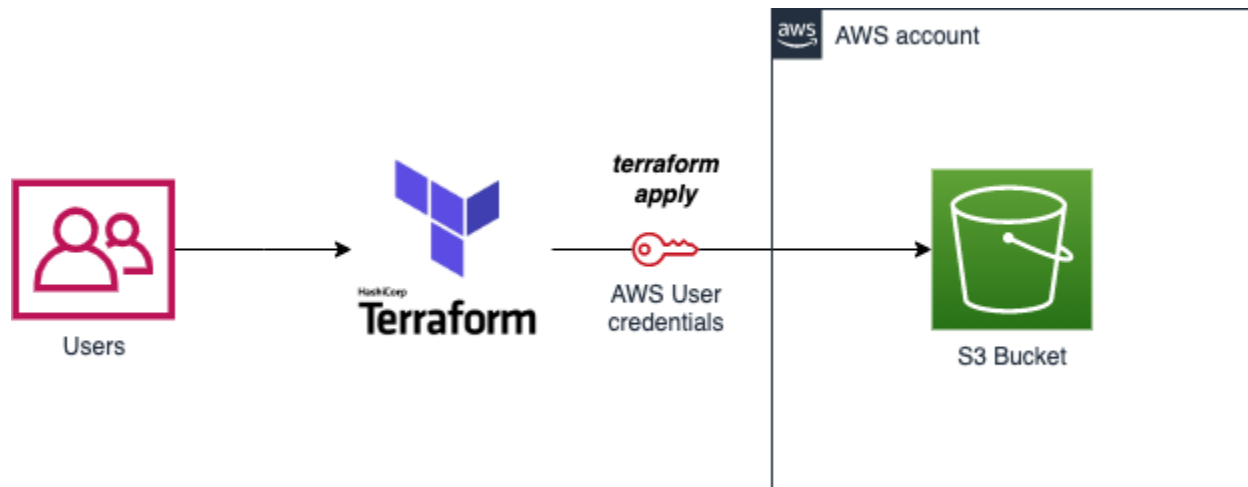 aws
AWS account
terraform
apply
HashiCorp
Terraform
AWS User
credentials
Users
S3 Bucket